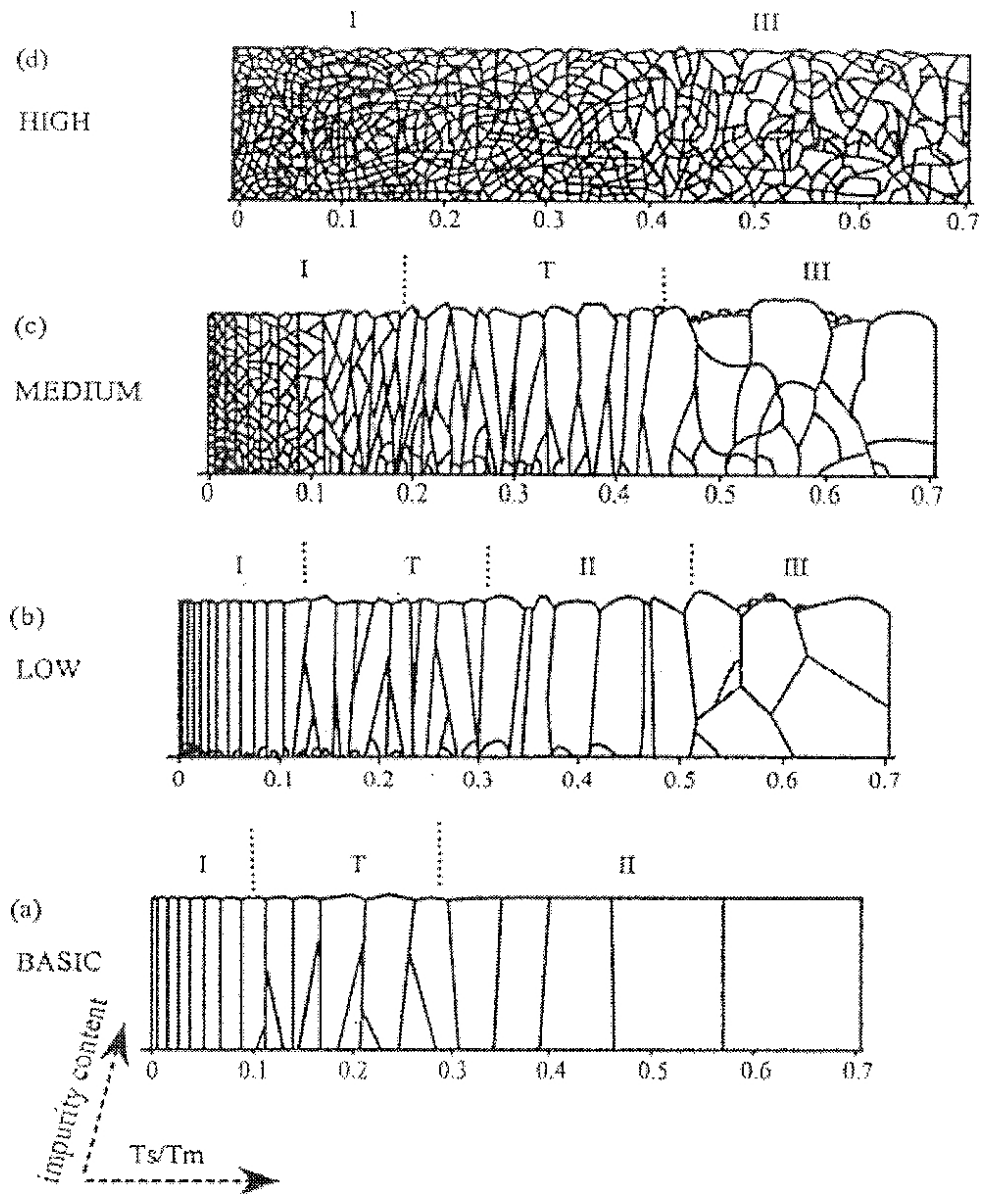 I III
(d)
HIGH
0 0.1 0.2 0.3 0.4 0.5 0.6 0.7
I T III
(c)
MEDIUM
0 0.1 0.2 0.3 0.4 0.5 0.6 0.7
I T II III
(b)
LOW
0 0.1 0.2 0.3 0.4 0.5 0.6 0.7
I T II
(a)
BASIC
0 0.1 0.2 0.3 0.4 0.5 0.6 0.7
impurity content
Ts/Tm